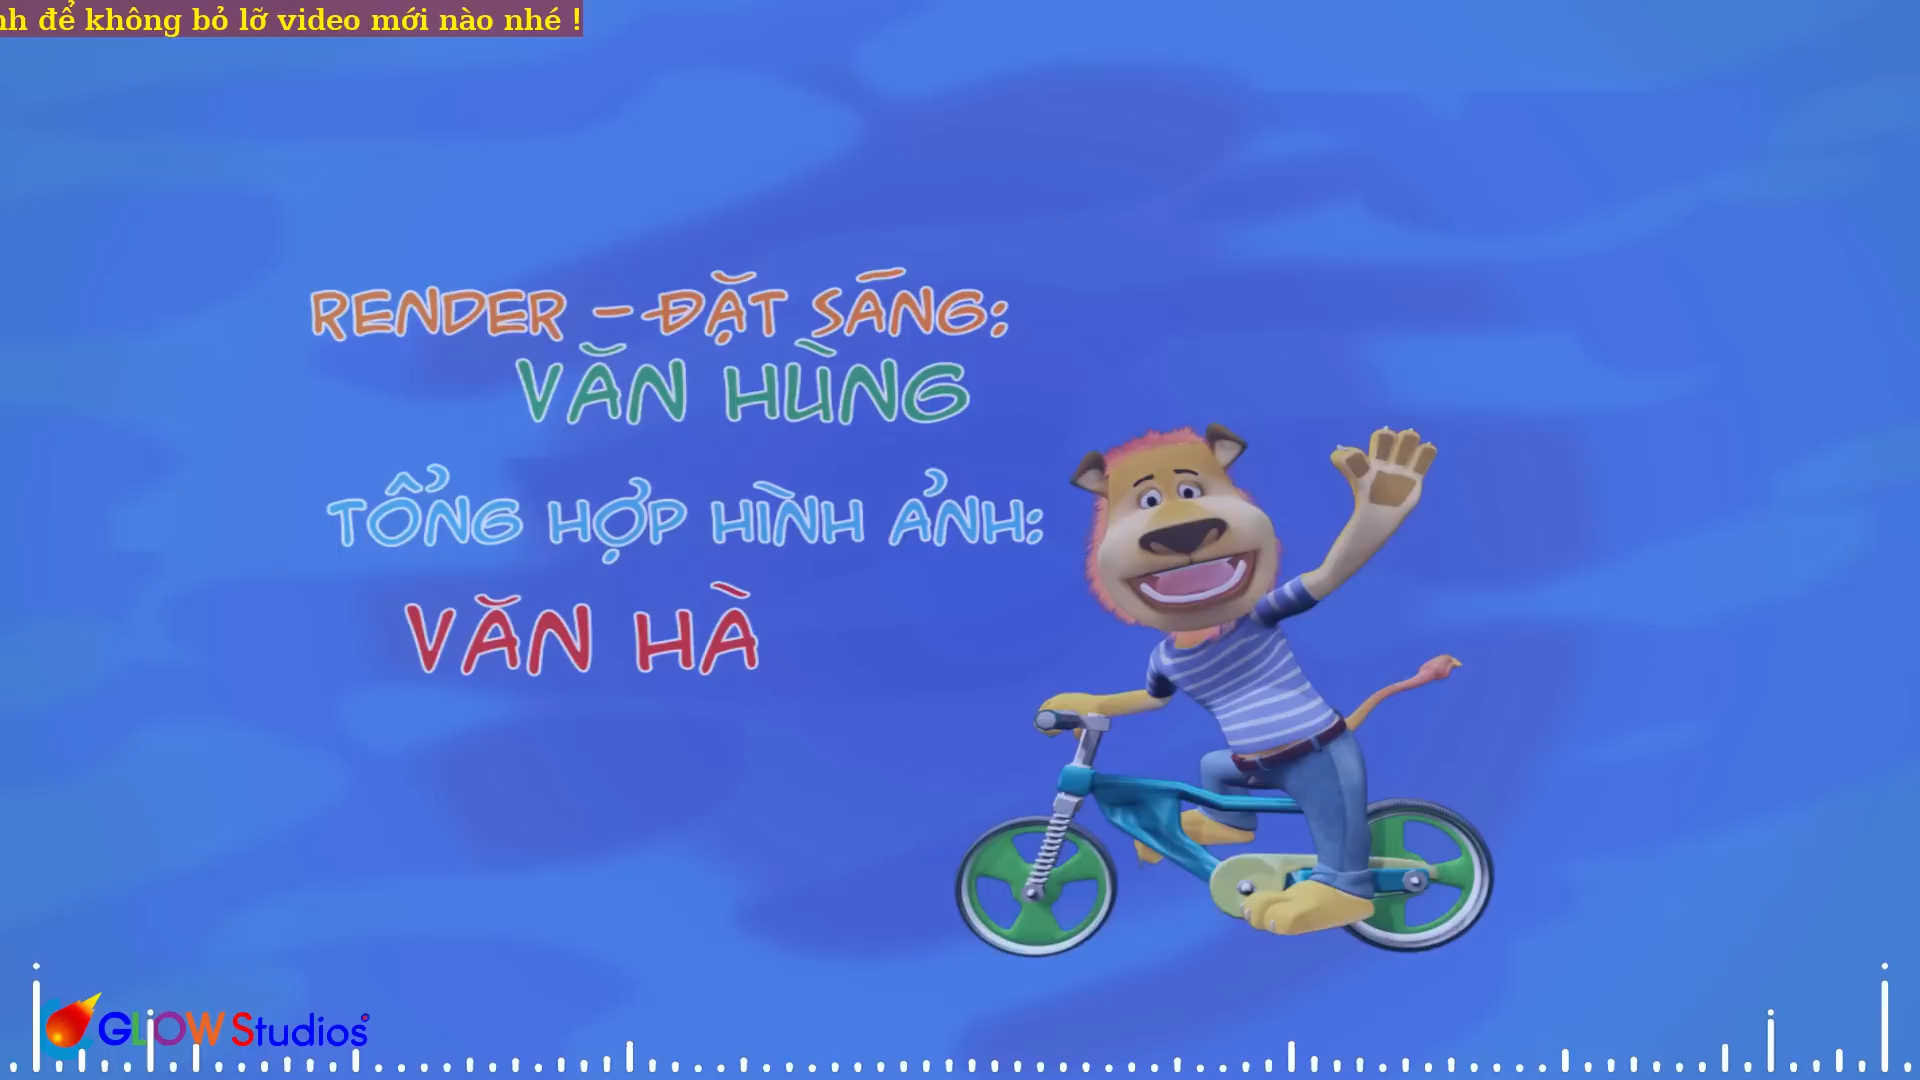 nh để không bỏ lỡ video mới nào nhé !
RENDER - ĐẶT SÁNG:
VĂN HÙNG
TỔNG HỢP HÌNH ẢNH:
VĂN HÀ
GLOW Studios